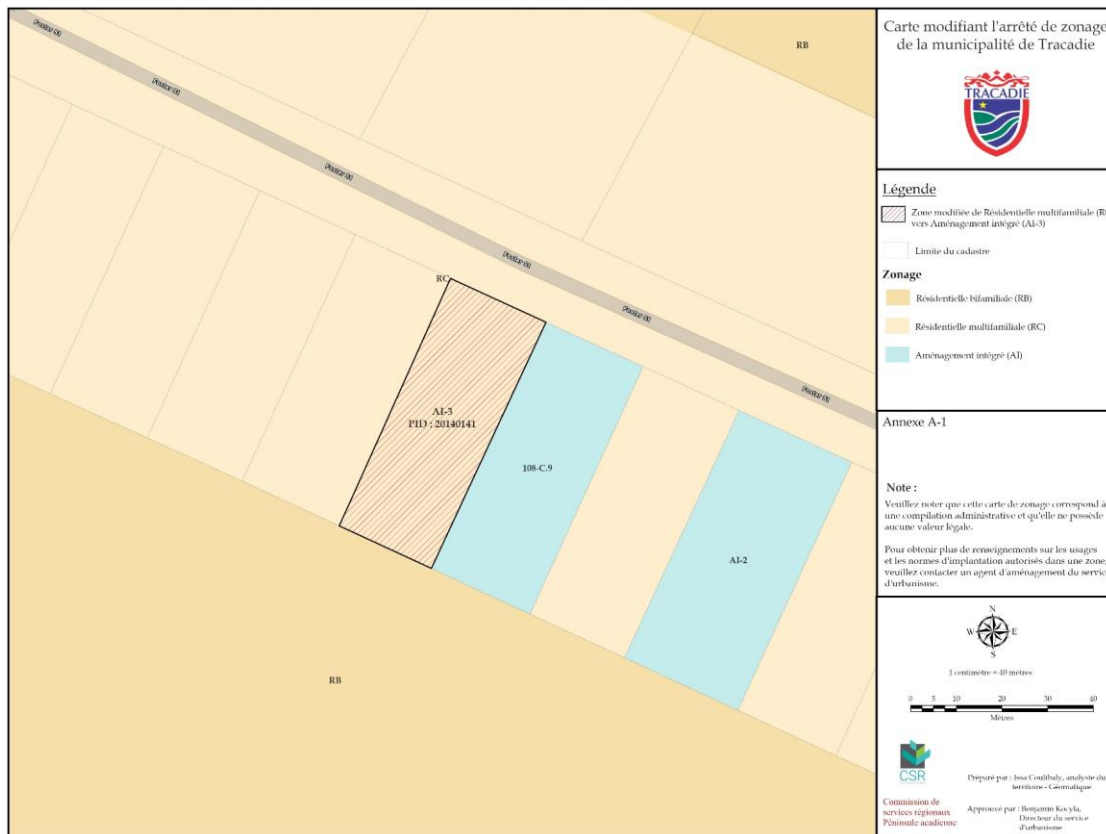 RB
RC
AI-3
PID : 20140141
108-C.9
AI-2
RB
Carte modifiant l'arrêté de zonage
de la municipalité de Tracadie
TRACADIE
Légende
Zone modifiée de Résidentielle multifamiliale (R
vers Aménagement intégré (AI-3)
Limite du cadastre
Zonage
Résidentielle bifamiliale (RB)
Résidentielle multifamiliale (RC)
Aménagement intégré (AI)
Annexe A-1
Note :
Veuillez noter que cette carte de zonage correspond à
une compilation administrative et qu'elle ne possède
aucune valeur légale.
Pour obtenir plus de renseignements sur les usages
et les normes d'implantation autorisés dans une zone,
veuillez contacter un agent d'aménagement du servic
d'urbanisme.
N
W E
S
1 centimètre = 40 mètres
0 5 10 20 30 40
Mètres
CSR
Commission de
services régionaux
Péninsule acadienne
Préparé par : Issa Coulibaly, analyste du
territoire - Géomatique
Approuvé par : Benjamin Kocyla,
Directeur du service
d'urbanisme